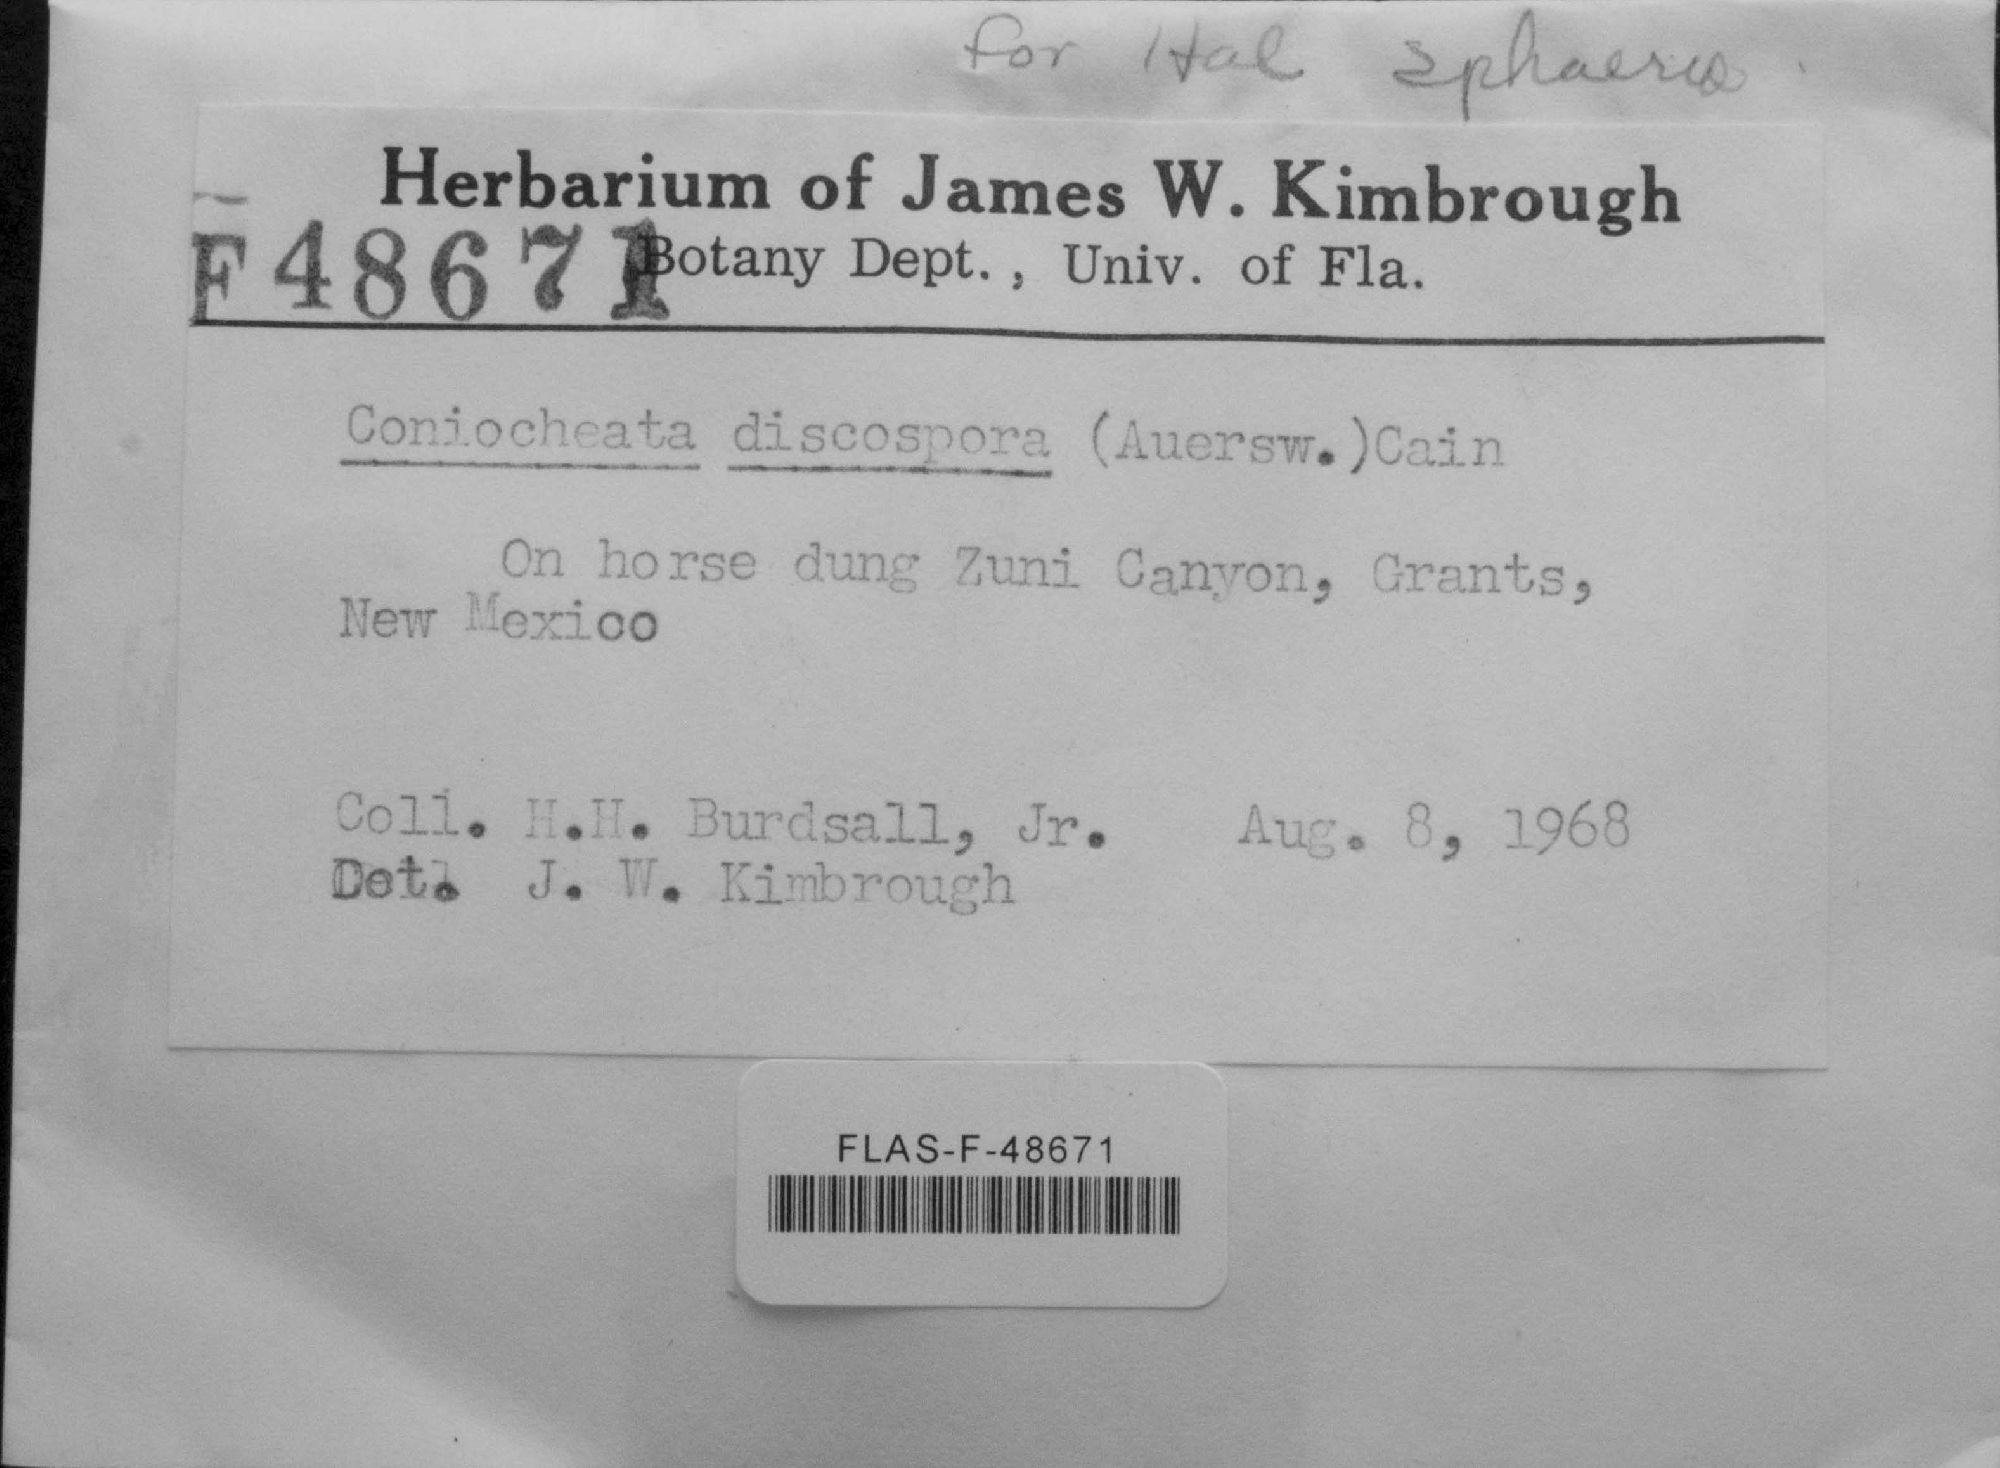 for Hal
Herbarium of James W. Kimbrough
F48671
Botany Dept., Univ. of Fla.
Coniocheata discospora (Auersw.)Cain
On horse dung Zuni Canyon, Grants,
New Mexico
Coll. H.H. Burdsall, Jr. Aug. 8, 1968
Det. J. W. Kimbrough
FLAS-F-48671